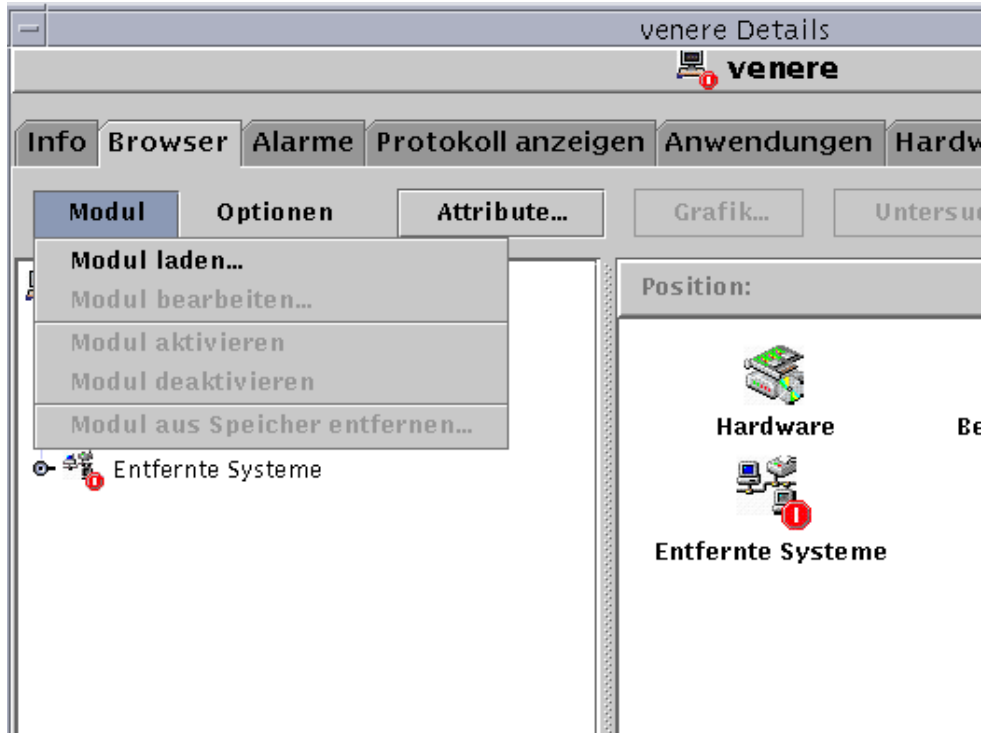 venere Details
venere
Info Browser Alarme Protokoll anzeigen Anwendungen
Modul Optionen Attribute... Grafik...
Modul laden...
Modul bearbeiten...
Modul aktivieren
Modul deaktivieren
Modul aus Speicher entfernen...
Entfernte Systeme
Position:
Hardware
Entfernte Systeme